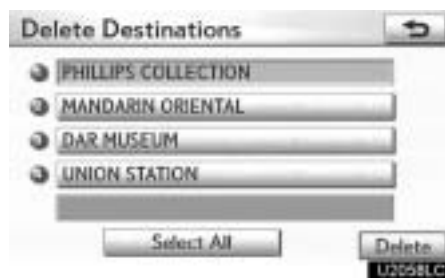 Delete Destinations
PHILLIPS COLLECTION
MANDARIN ORIENTAL
DAR MUSEUM
UNION STATION
Select All
Delete
U2058LC